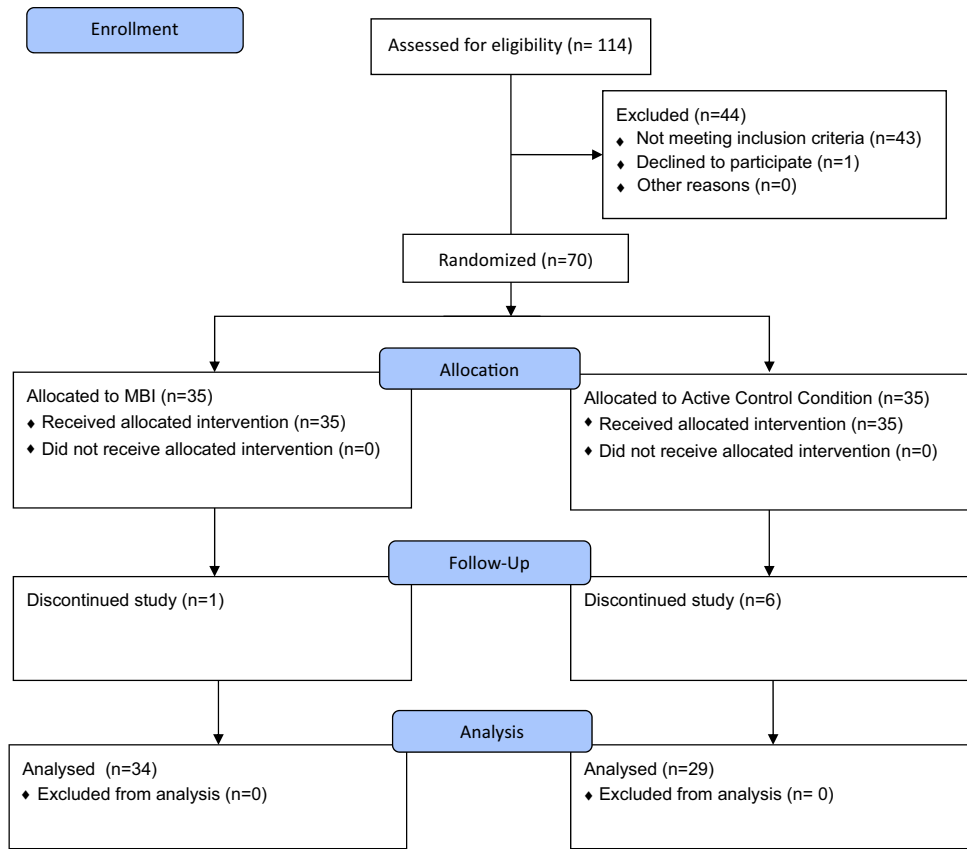 Enrollment
Assessed for eligibility (n= 114)
Excluded (n=44)
♦ Not meeting inclusion criteria (n=43)
♦ Declined to participate (n=1)
♦ Other reasons (n=0)
Randomized (n=70)
Allocation
Allocated to MBI (n=35)
♦ Received allocated intervention (n=35)
♦ Did not receive allocated intervention (n=0)
Allocated to Active Control Condition (n=35)
♦ Received allocated intervention (n=35)
♦ Did not receive allocated intervention (n=0)
Follow-Up
Discontinued study (n=1)
Discontinued study (n=6)
Analysis
Analysed (n=34)
♦ Excluded from analysis (n=0)
Analysed (n=29)
♦ Excluded from analysis (n= 0)